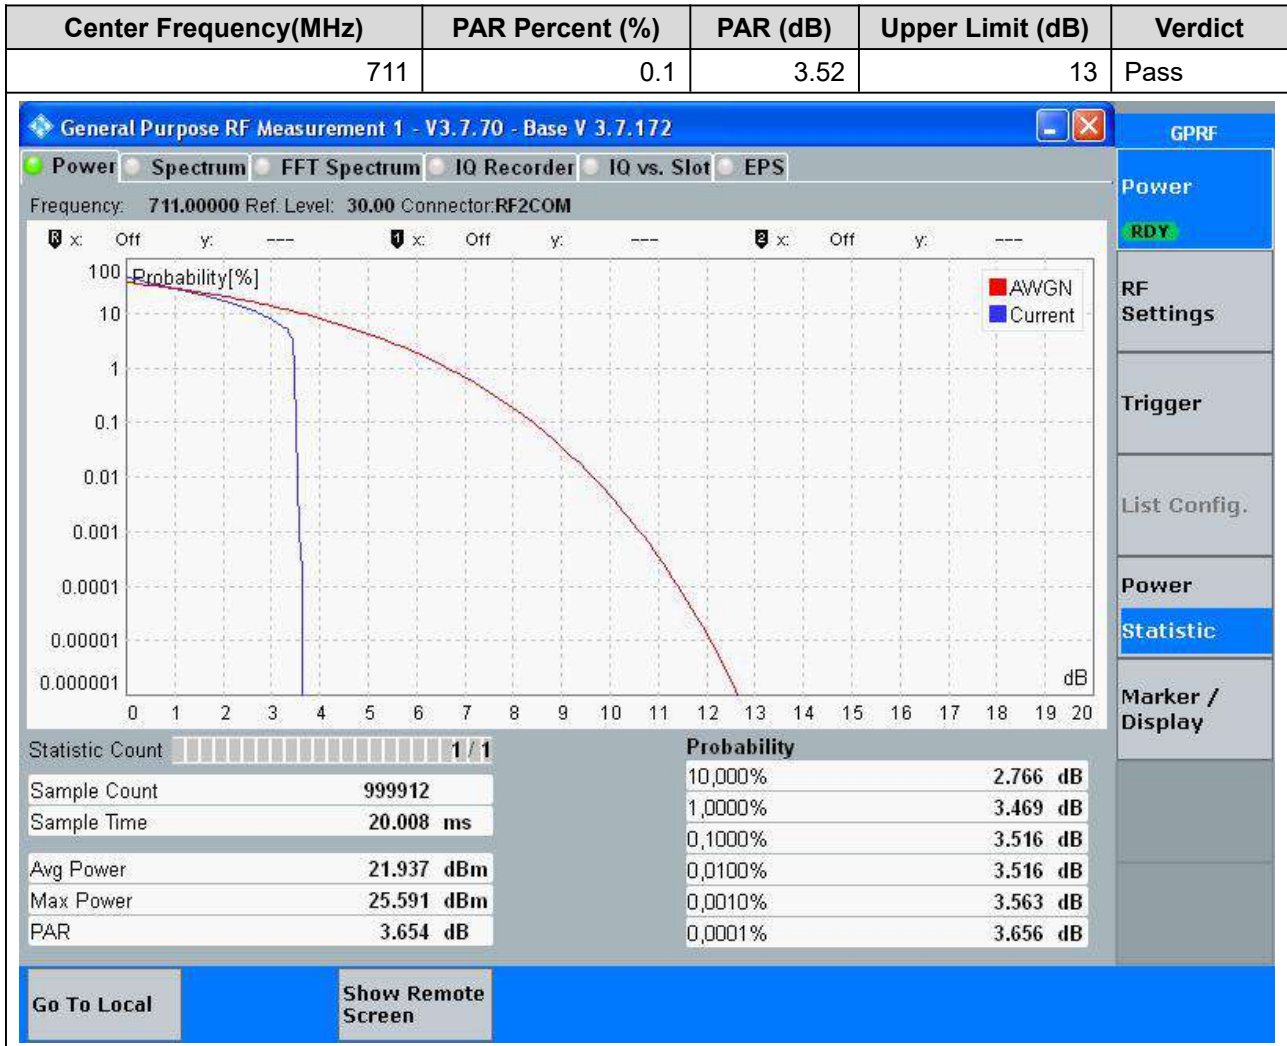 Center Frequency(MHz) PAR Percent (%) PAR (dB) Upper Limit (dB) Verdict
711 0.1 3.52 13 Pass
General Purpose RF Measurement 1 - V3.7.70 - Base V 3.7.172
GPRF
Power Spectrum FFT Spectrum IQ Recorder IQ vs. Slot EPS
Frequency: 711.00000 Ref. Level: 30.00 Connector:RF2COM
R x: Off y: --- 1 x: Off y: --- 2 x: Off y: ---
Probability[%]
AWGN
Current
100
10
1
0.1
0.01
0.001
0.0001
0.00001
0.000001
dB
0 1 2 3 4 5 6 7 8 9 10 11 12 13 14 15 16 17 18 19 20
Statistic Count 1 / 1
Sample Count 999912
Sample Time 20.008 ms
Avg Power 21.937 dBm
Max Power 25.591 dBm
PAR 3.654 dB
Probability
10,000% 2.766 dB
1,0000% 3.469 dB
0,1000% 3.516 dB
0,0100% 3.516 dB
0,0010% 3.563 dB
0,0001% 3.656 dB
Power
RDY
RF
Settings
Trigger
List Config.
Power
Statistic
Marker /
Display
Go To Local
Show Remote
Screen